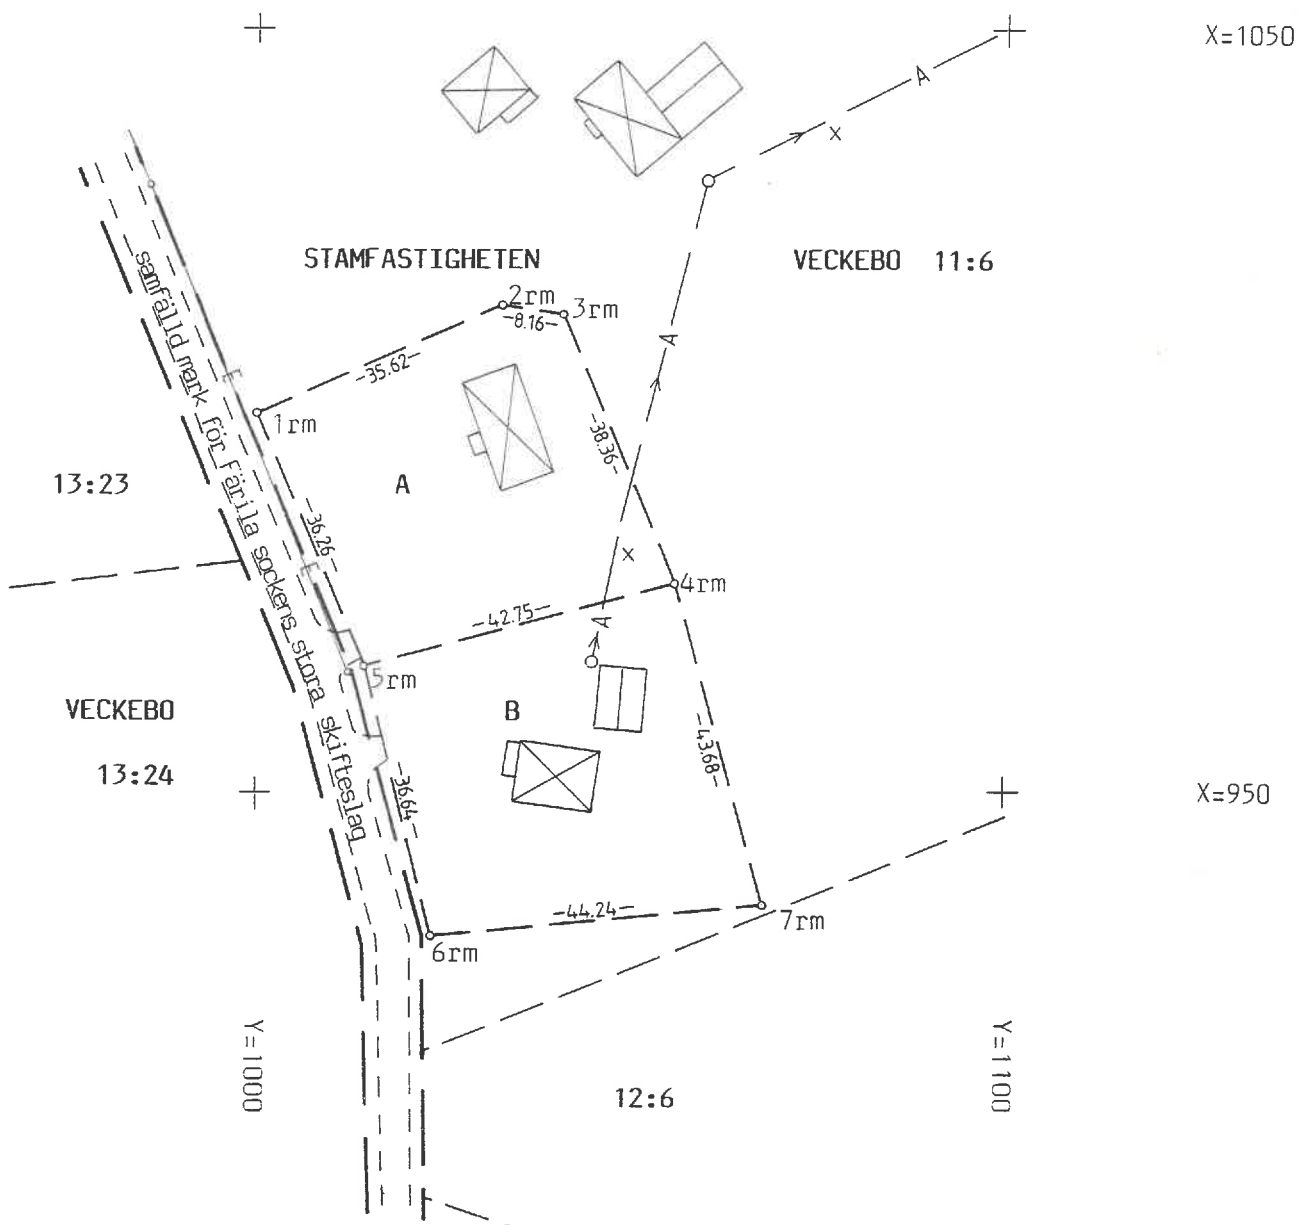 X=1050
A
x
STAMFASTIGHETEN
VECKEBO 11:6
samfälld mark för Färila sockens stora skifteslag
2rm
3rm
-8.16-
A
-35.62-
1rm
-38.36-
13:23
A
-36.26-
x
4rm
-42.75-
A
5rm
VECKEBO
B
-43.68-
13:24
-36.64-
X=950
-44.24-
7rm
6rm
Y=1000
Y=1100
12:6